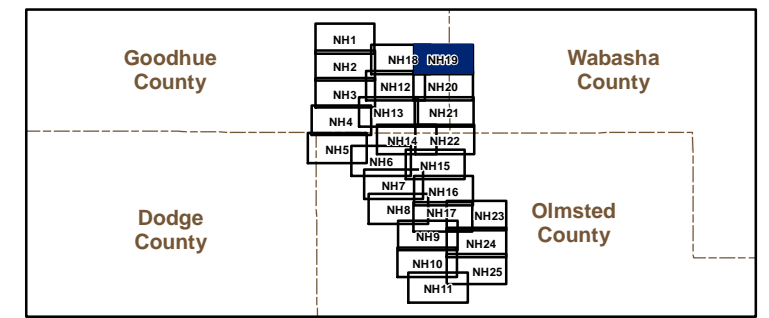 NH1
Goodhue
County
NH18
NH19
Wabasha
County
NH2
NH12
NH20
NH3
NH13
NH21
NH4
NH14
NH22
NH5
NH6
NH15
NH7
NH16
Dodge
County
NH8
NH17
NH23
Olmsted
County
NH9
NH24
NH10
NH25
NH11